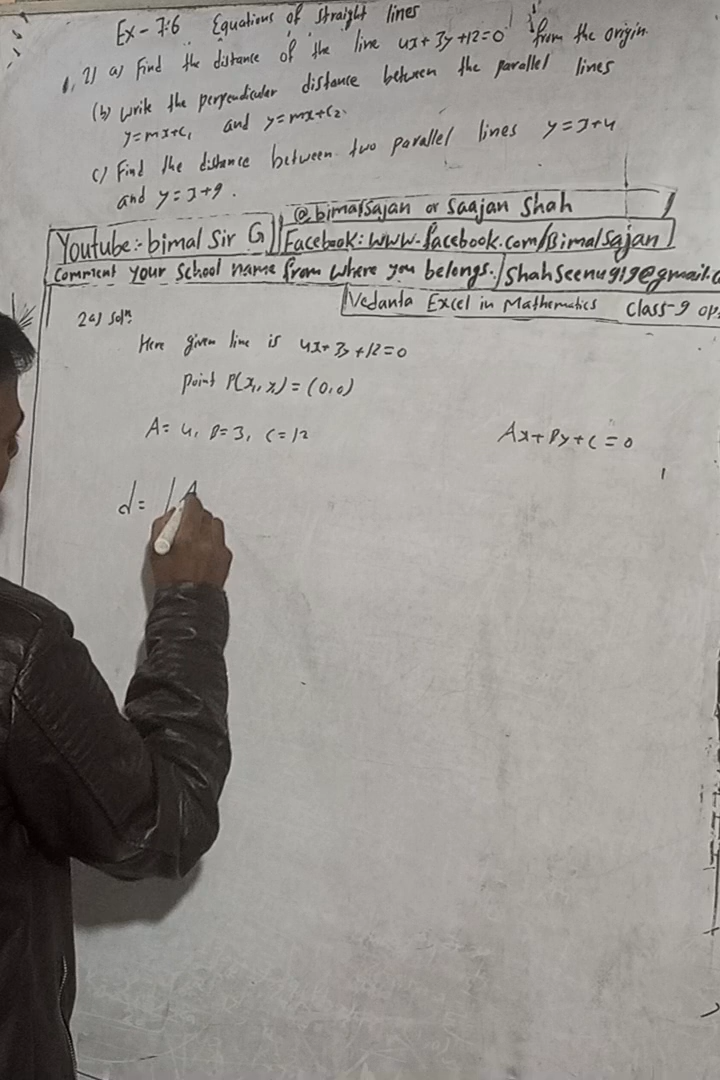 Ex - 7.6 Equations of straight lines
1. 2) a) Find the distance of the line 4x + 3y + 12 = 0 from the origin.
(b) Write the perpendicular distance between the parallel lines
y = mx + c₁ and y = mx + c₂.
c) Find the distance between two parallel lines y = x + 4
and y = x + 9.
@bimalsajan or Saajan Shah
Youtube:- bimal Sir G
Facebook: www.facebook.com/Bimalsajan
Comment your School name from where you belongs. / Shahseenu919@gmail.c
Vedanta Excel in Mathematics Class-9 op
2a) Solⁿ
Here given line is 4x + 3y + 12 = 0
point P(x₁, x₁) = (0,0)
A = 4, B = 3, C = 12
Ax + By + C = 0
d = | A